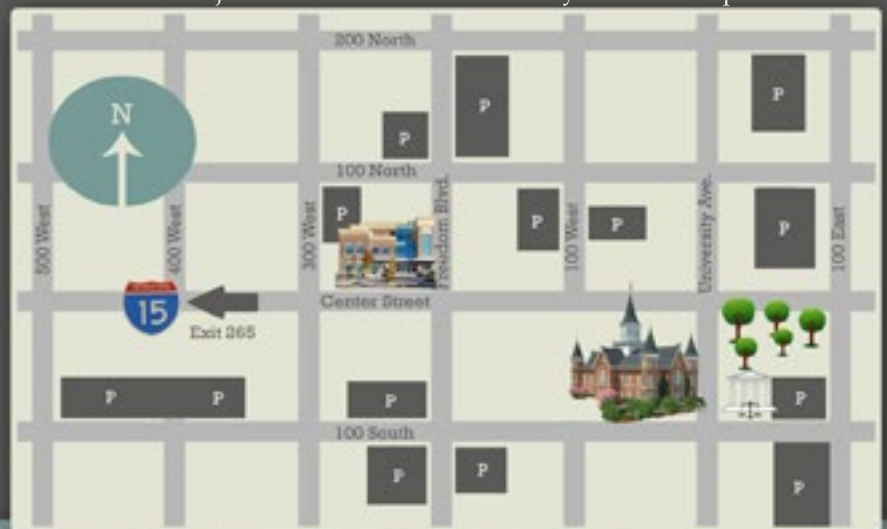 200 North
N
P
P
P
100 North
500 West
400 West
300 West
P
Freedom Blvd.
P
100 West
P
University Ave.
P
100 East
15
Exit 265
Center Street
P
P
P
P
100 South
P
P
P